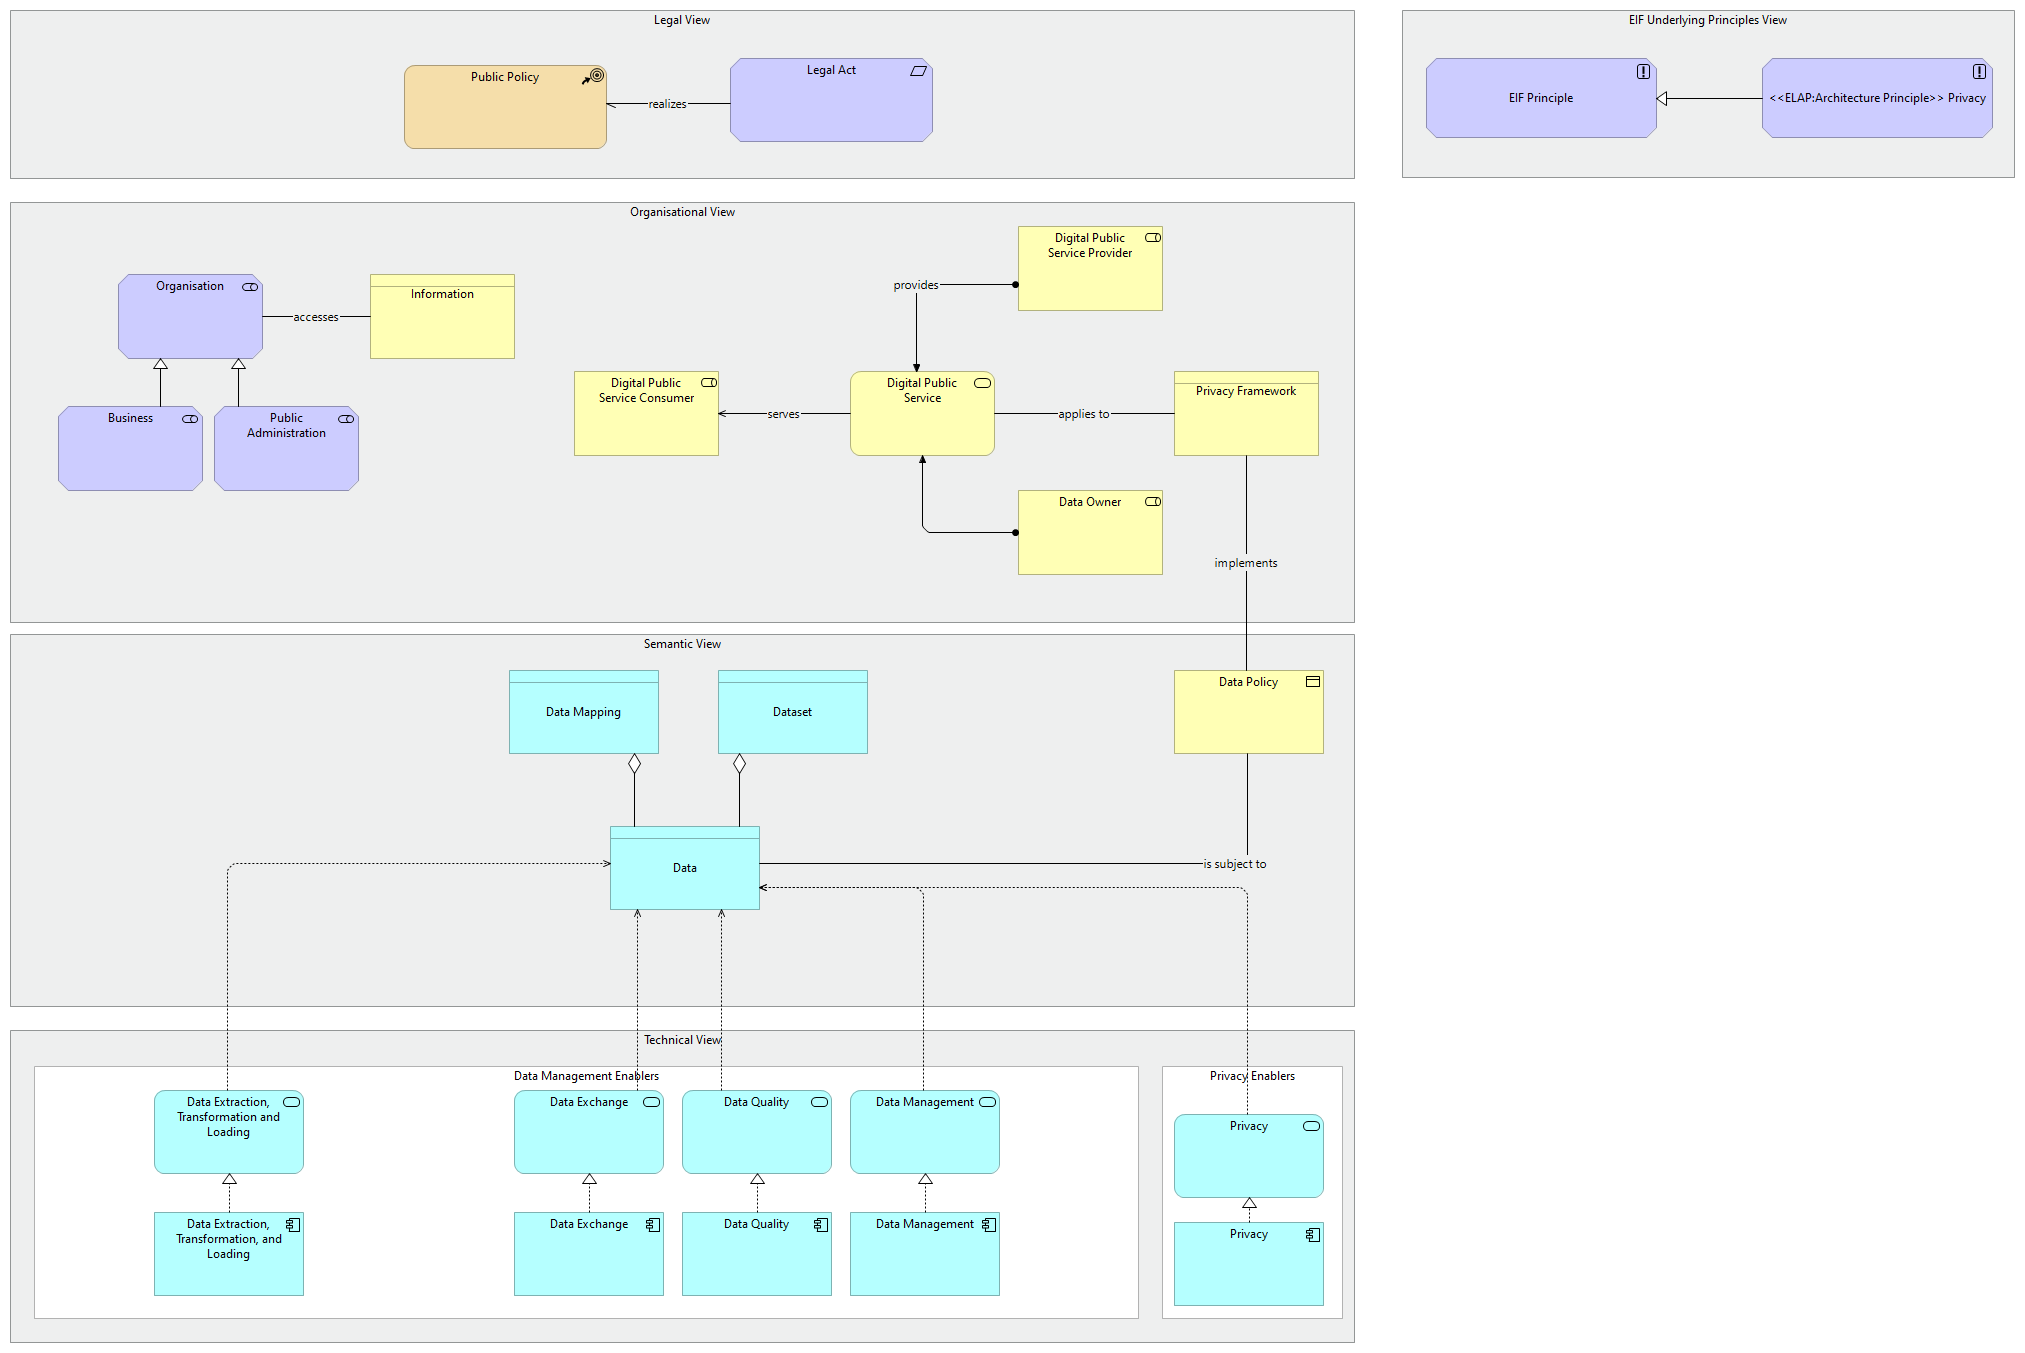 Legal View
Public Policy
realizes
Legal Act
EIF Underlying Principles View
EIF Principle
<<ELAP:Architecture Principle>> Privacy
Organisational View
Organisation
accesses
Information
Business
Public
Administration
Digital Public
Service Provider
provides
Digital Public
Service Consumer
serves
Digital Public
Service
applies to
Privacy Framework
Data Owner
implements
Semantic View
Data Mapping
Dataset
Data Policy
Data
is subject to
Technical View
Data Management Enablers
Data Extraction,
Transformation and
Loading
Data Exchange
Data Quality
Data Management
Data Extraction,
Transformation, and
Loading
Data Exchange
Data Quality
Data Management
Privacy Enablers
Privacy
Privacy